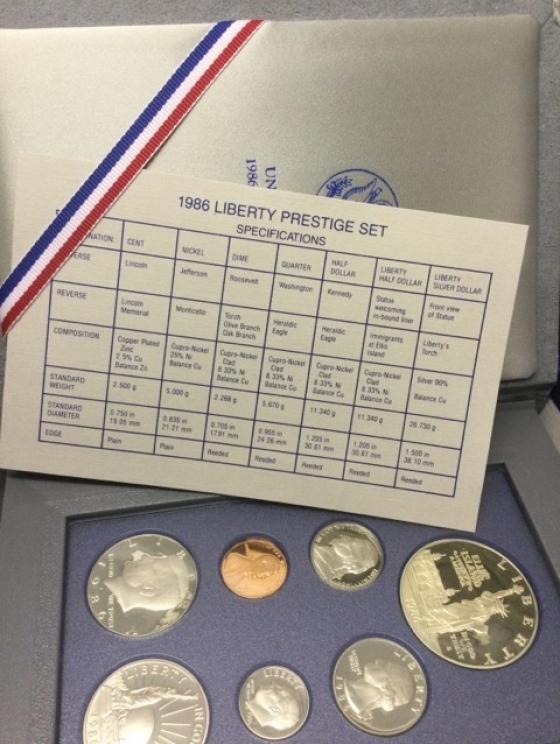 UN
1986
1986 LIBERTY PRESTIGE SET
SPECIFICATIONS
CENT NICKEL DIME QUARTER HALF DOLLAR LIBERTY HALF DOLLAR LIBERTY SILVER DOLLAR
Lincoln Jefferson Roosevelt Washington Kennedy Statue welcoming in-bound liner Front view of Statue
REVERSE Lincoln Memorial Monticello Torch Olive Branch Oak Branch Heraldic Eagle Heraldic Eagle Immigrants at Ellis Island Liberty's Torch
COMPOSITION Copper Plated Zinc 2.5% Cu Balance Zn Cupro-Nickel 25% Ni Balance Cu Cupro-Nickel Clad 8.33% Ni Balance Cu Cupro-Nickel Clad 8.33% Ni Balance Cu Cupro-Nickel Clad 8.33% Ni Balance Cu Cupro-Nickel Clad 8.33% Ni Balance Cu Silver 90% Balance Cu
STANDARD WEIGHT 2.500 g 5.000 g 2.268 g 5.670 g 11.340 g 11.340 g 26.730 g
STANDARD DIAMETER 0.750 in 19.05 mm 0.835 in 21.21 mm 0.705 in 17.91 mm 0.955 in 24.26 mm 1.205 in 30.61 mm 1.205 in 30.61 mm 1.500 in 38.10 mm
EDGE Plain Plain Reeded Reeded Reeded Reeded Reeded
1986
LIBERTY
LIBERTY
LIBERTY
LIBERTY